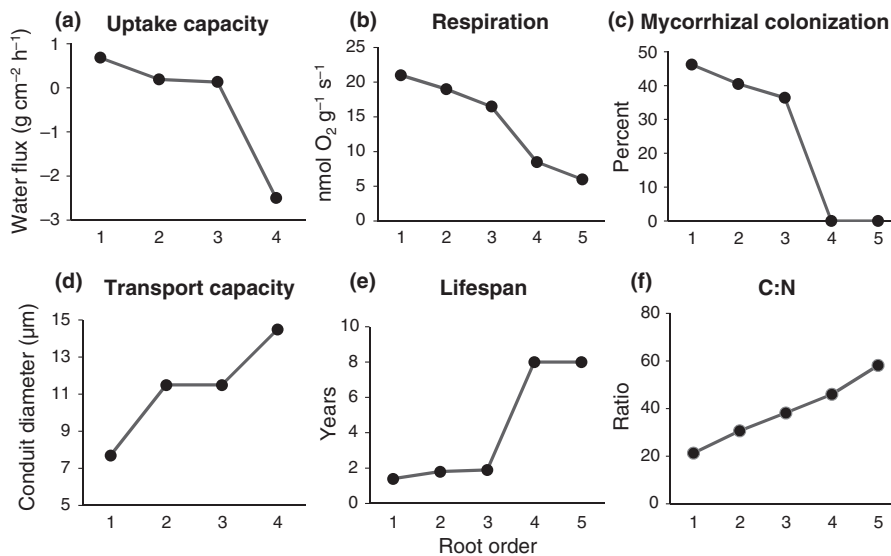 (a) Uptake capacity
Water flux (g cm⁻² h⁻¹)
1
0
–1
–2
–3
1 2 3 4
(b) Respiration
nmol O₂ g⁻¹ s⁻¹
25
20
15
10
5
0
1 2 3 4 5
(c) Mycorrhizal colonization
Percent
50
40
30
20
10
0
1 2 3 4 5
(d) Transport capacity
Conduit diameter (µm)
15
13
11
9
7
5
1 2 3 4
(e) Lifespan
Years
10
8
6
4
2
0
1 2 3 4 5
Root order
(f) C:N
Ratio
80
60
40
20
0
1 2 3 4 5